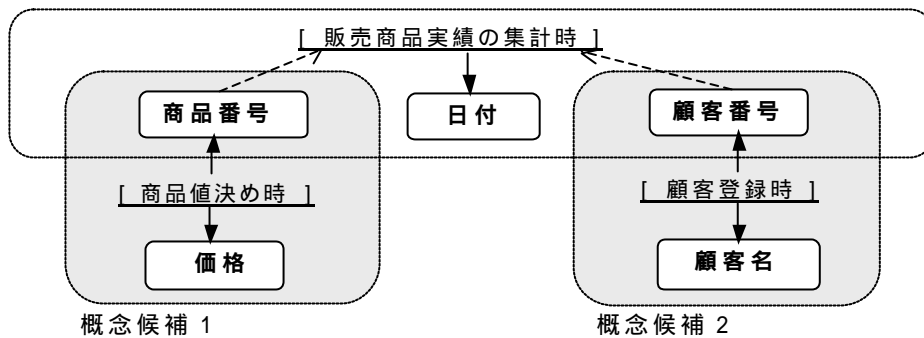 [ 販売商品実績の集計時 ]
商品番号
日付
顧客番号
[ 商品値決め時 ]
[ 顧客登録時 ]
価格
顧客名
概念候補 1
概念候補 2